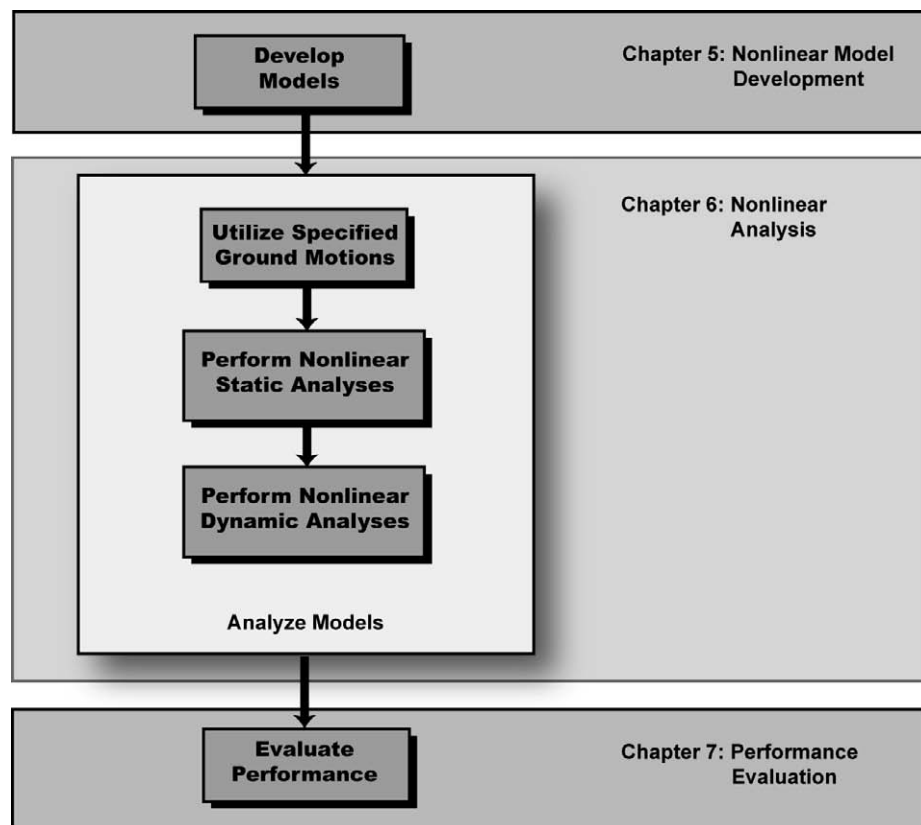 Develop
Models
Chapter 5: Nonlinear Model
Development
Chapter 6: Nonlinear
Analysis
Utilize Specified
Ground Motions
Perform Nonlinear
Static Analyses
Perform Nonlinear
Dynamic Analyses
Analyze Models
Evaluate
Performance
Chapter 7: Performance
Evaluation